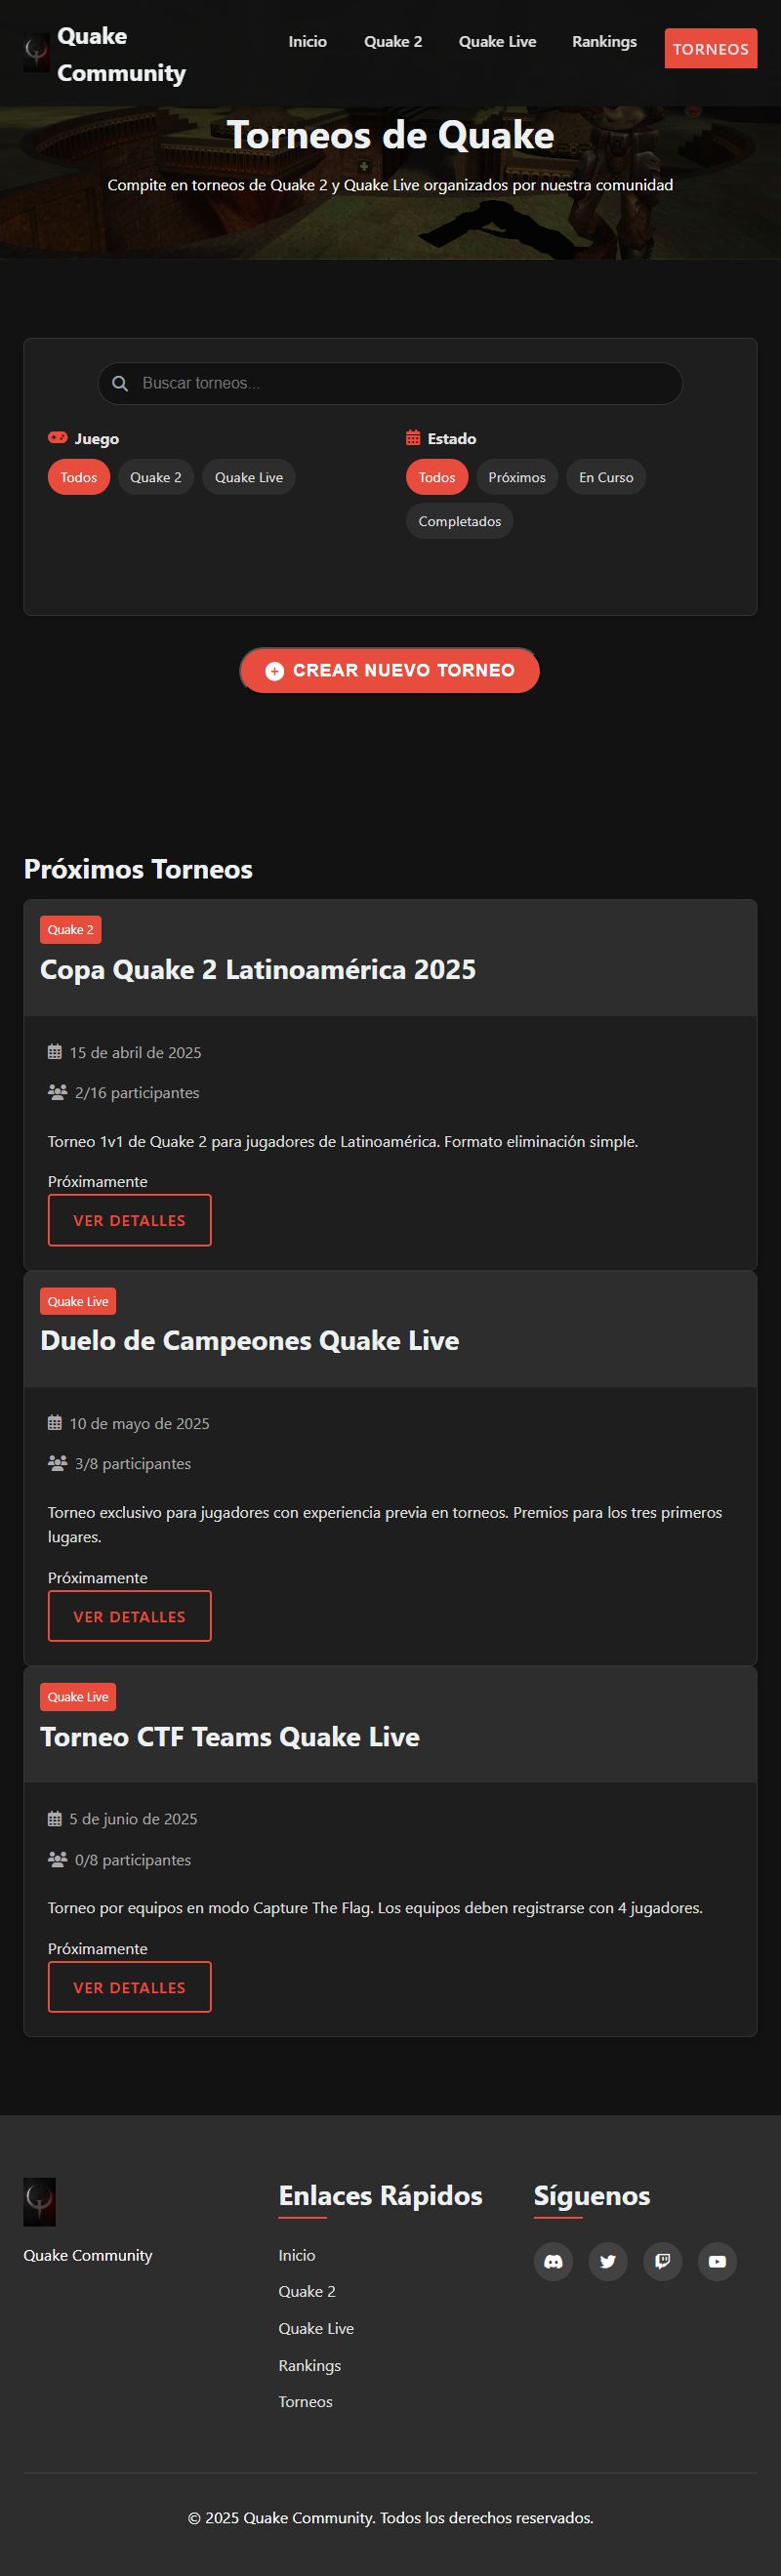 Quake
Community
Inicio
Quake 2
Quake Live
Rankings
TORNEOS
Torneos de Quake
Compite en torneos de Quake 2 y Quake Live organizados por nuestra comunidad
Buscar torneos...
Juego
Todos
Quake 2
Quake Live
Estado
Todos
Próximos
En Curso
Completados
CREAR NUEVO TORNEO
Próximos Torneos
Quake 2
Copa Quake 2 Latinoamérica 2025
15 de abril de 2025
2/16 participantes
Torneo 1v1 de Quake 2 para jugadores de Latinoamérica. Formato eliminación simple.
Próximamente
VER DETALLES
Quake Live
Duelo de Campeones Quake Live
10 de mayo de 2025
3/8 participantes
Torneo exclusivo para jugadores con experiencia previa en torneos. Premios para los tres primeros
lugares.
Próximamente
VER DETALLES
Quake Live
Torneo CTF Teams Quake Live
5 de junio de 2025
0/8 participantes
Torneo por equipos en modo Capture The Flag. Los equipos deben registrarse con 4 jugadores.
Próximamente
VER DETALLES
Quake Community
Enlaces Rápidos
Inicio
Quake 2
Quake Live
Rankings
Torneos
Síguenos
© 2025 Quake Community. Todos los derechos reservados.